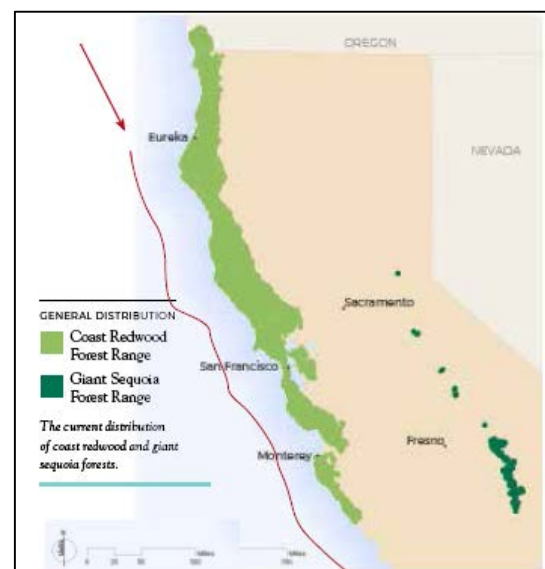 OREGON
Eureka
NEVADA
GENERAL DISTRIBUTION
Coast Redwood
Forest Range
Giant Sequoia
Forest Range
The current distribution
of coast redwood and giant
sequoia forests.
Sacramento
San Francisco
Fresno
Monterey